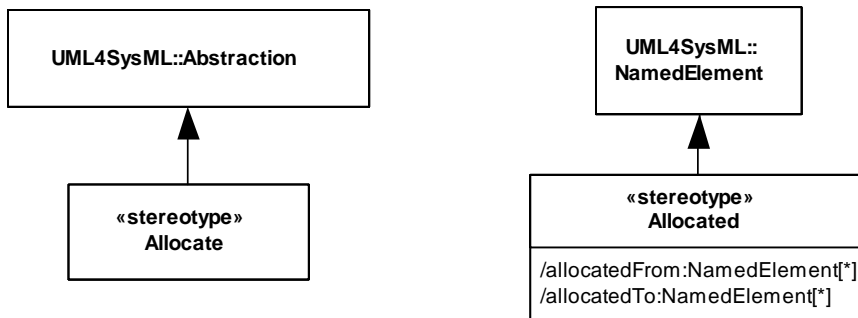 UML4SysML::Abstraction
«stereotype»
Allocate
UML4SysML::
NamedElement
«stereotype»
Allocated
/allocatedFrom:NamedElement[*]
/allocatedTo:NamedElement[*]